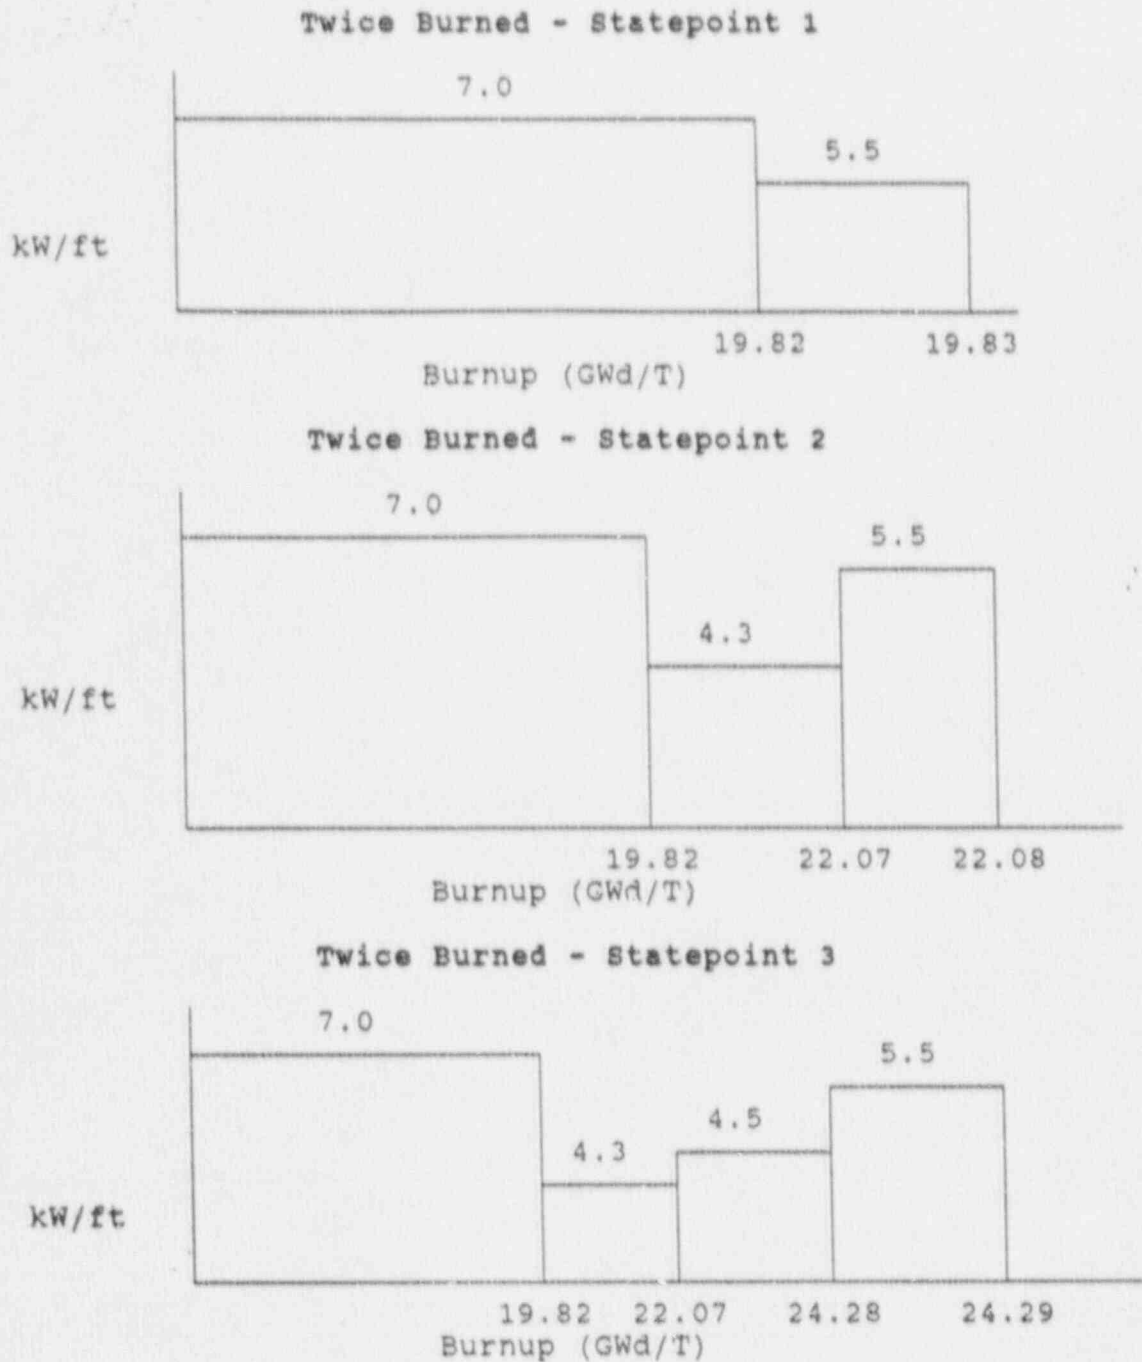 Twice Burned - Statepoint 1
7.0
5.5
kW/ft
19.82 19.83
Burnup (GWd/T)
Twice Burned - Statepoint 2
7.0
5.5
4.3
kW/ft
19.82 22.07 22.08
Burnup (GWd/T)
Twice Burned - Statepoint 3
7.0
5.5
4.5
4.3
kW/ft
19.82 22.07 24.28 24.29
Burnup (GWd/T)